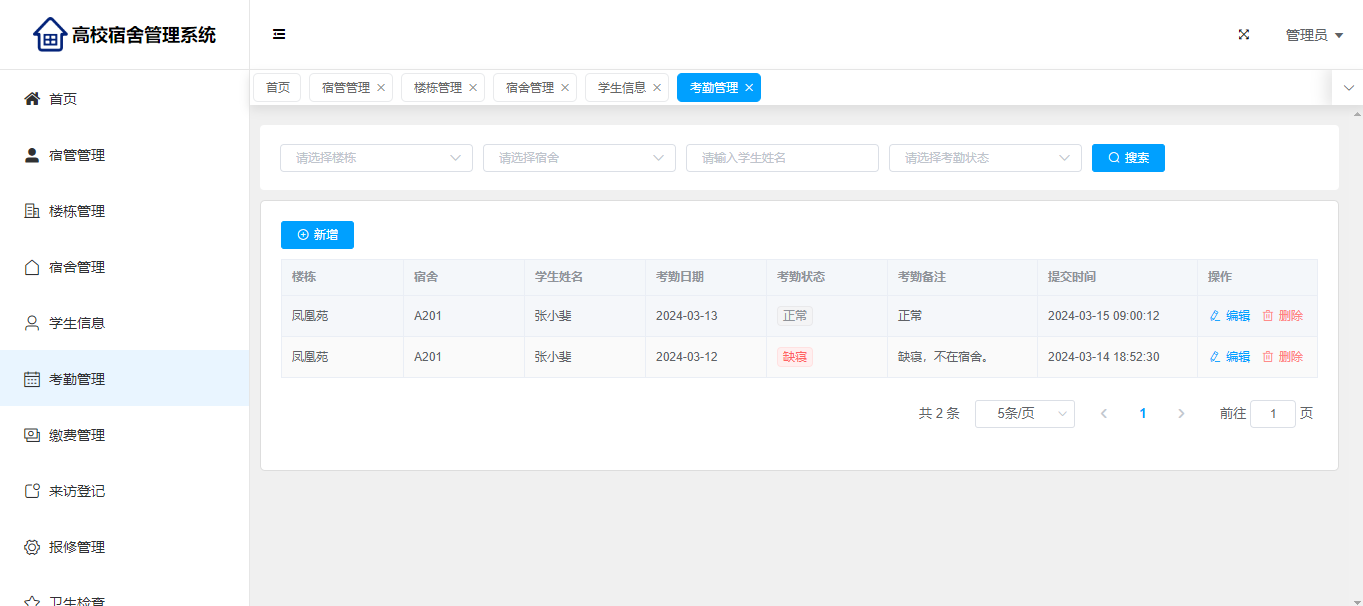 高校宿舍管理系统
管理员
首页
宿管管理
楼栋管理
宿舍管理
学生信息
考勤管理
首页
宿管管理
楼栋管理
宿舍管理
学生信息
考勤管理
缴费管理
来访登记
报修管理
卫生检查
请选择楼栋
请选择宿舍
请输入学生姓名
请选择考勤状态
搜索
新增
楼栋 宿舍 学生姓名 考勤日期 考勤状态 考勤备注 提交时间 操作
凤凰苑 A201 张小斐 2024-03-13 正常 正常 2024-03-15 09:00:12 编辑 删除
凤凰苑 A201 张小斐 2024-03-12 缺寝 缺寝，不在宿舍。 2024-03-14 18:52:30 编辑 删除
共 2 条 5条/页 1 前往 1 页